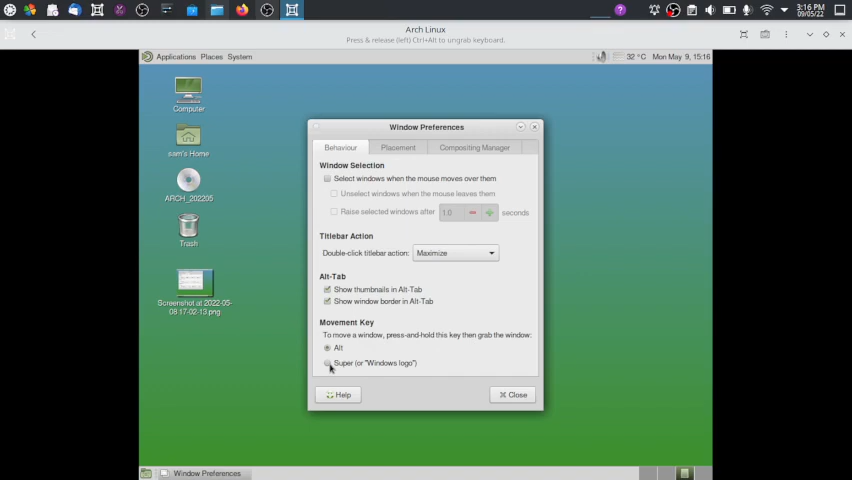 3:16 PM
09/05/22
Arch Linux
Press & release (left) Ctrl+Alt to ungrab keyboard.
Applications Places System
32 °C Mon May 9, 15:16
Computer
sam's Home
ARCH_202205
Trash
Screenshot at 2022-05-
08 17-02-13.png
Window Preferences
Behaviour Placement Compositing Manager
Window Selection
Select windows when the mouse moves over them
Unselect windows when the mouse leaves them
Raise selected windows after 1.0 seconds
Titlebar Action
Double-click titlebar action: Maximize
Alt-Tab
Show thumbnails in Alt-Tab
Show window border in Alt-Tab
Movement Key
To move a window, press-and-hold this key then grab the window:
Alt
Super (or "Windows logo")
Help Close
Window Preferences